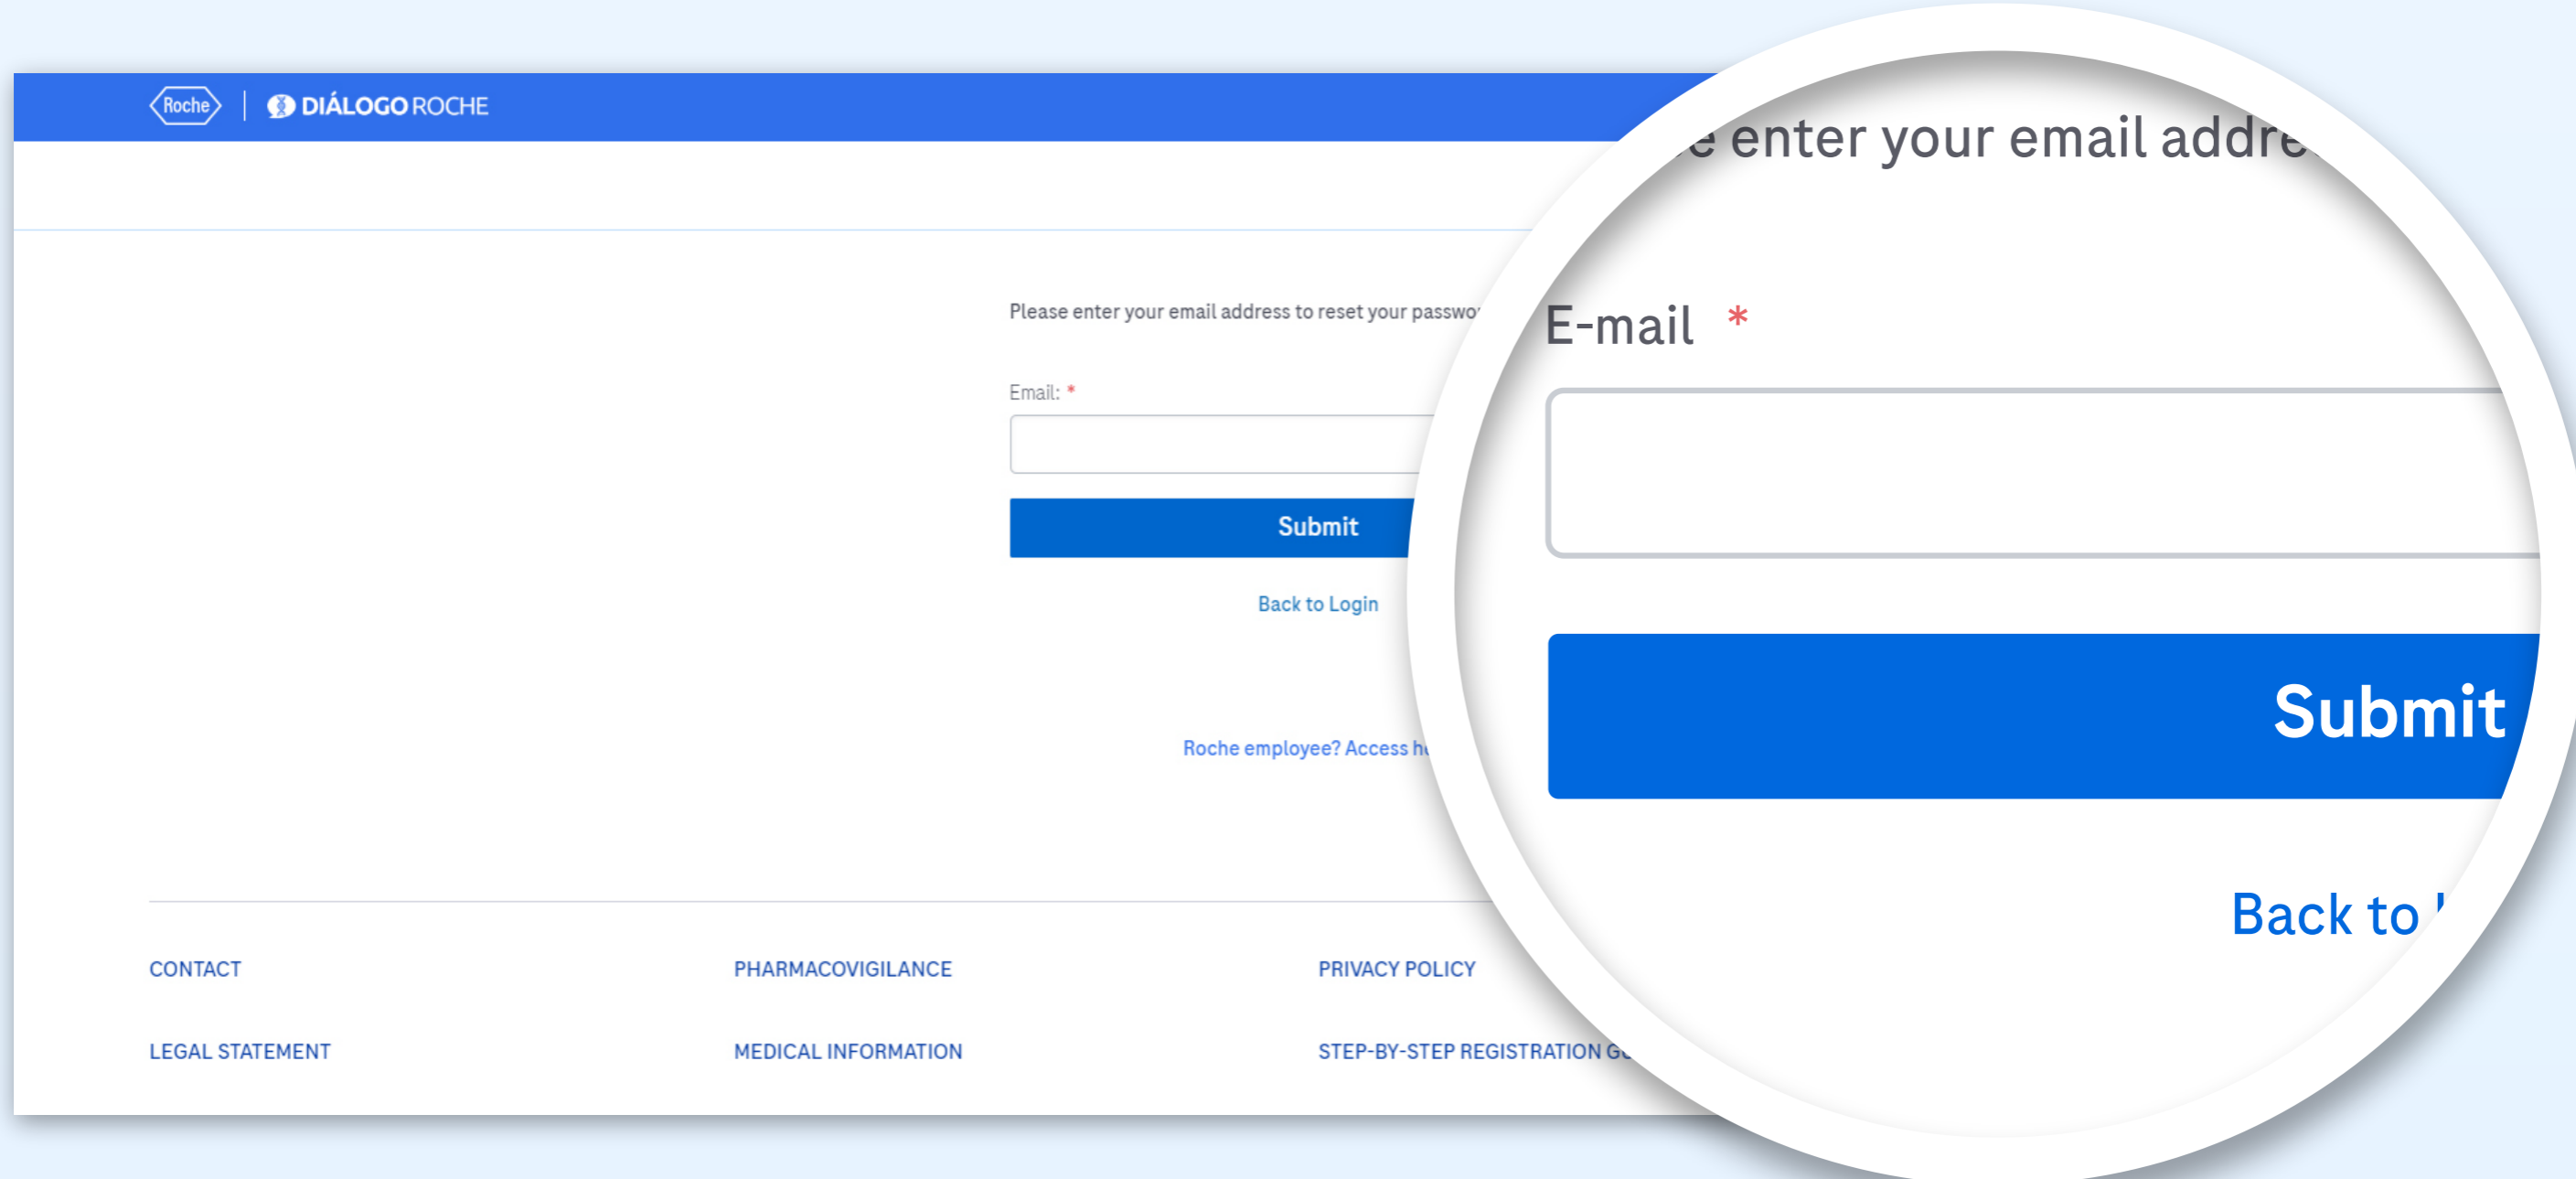 Roche DIÁLOGO ROCHE
Please enter your email address to reset your
Email: *
Submit
Back to Login
Roche employee? Access
CONTACT PHARMACOVIGILANCE PRIVACY POLICY
LEGAL STATEMENT MEDICAL INFORMATION STEP-BY-STEP REGISTRATION
enter your email
E-mail *
Submit
Back to